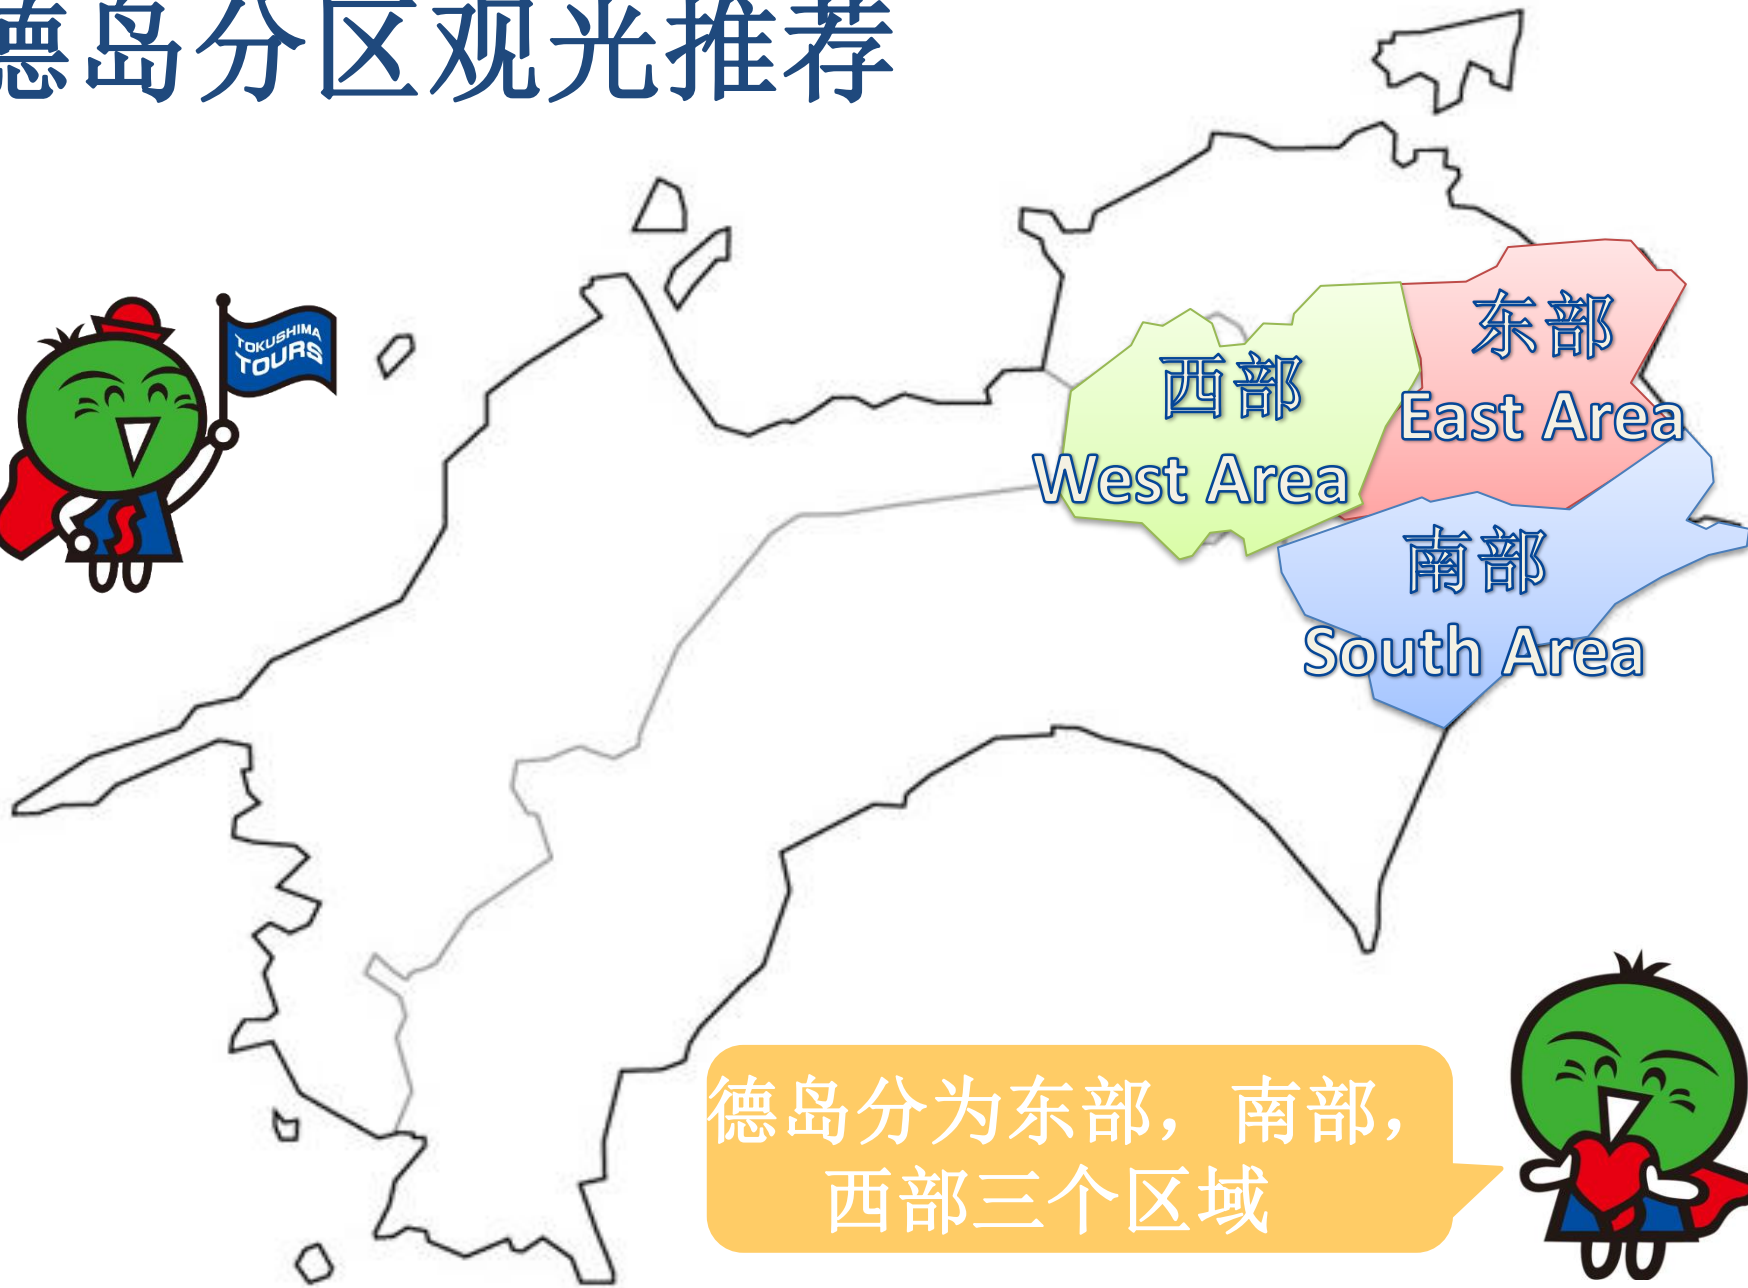 德岛分区观光推荐
TOKUSHIMA
TOURS
东部
East Area
西部
West Area
南部
South Area
德岛分为东部，南部，
西部三个区域